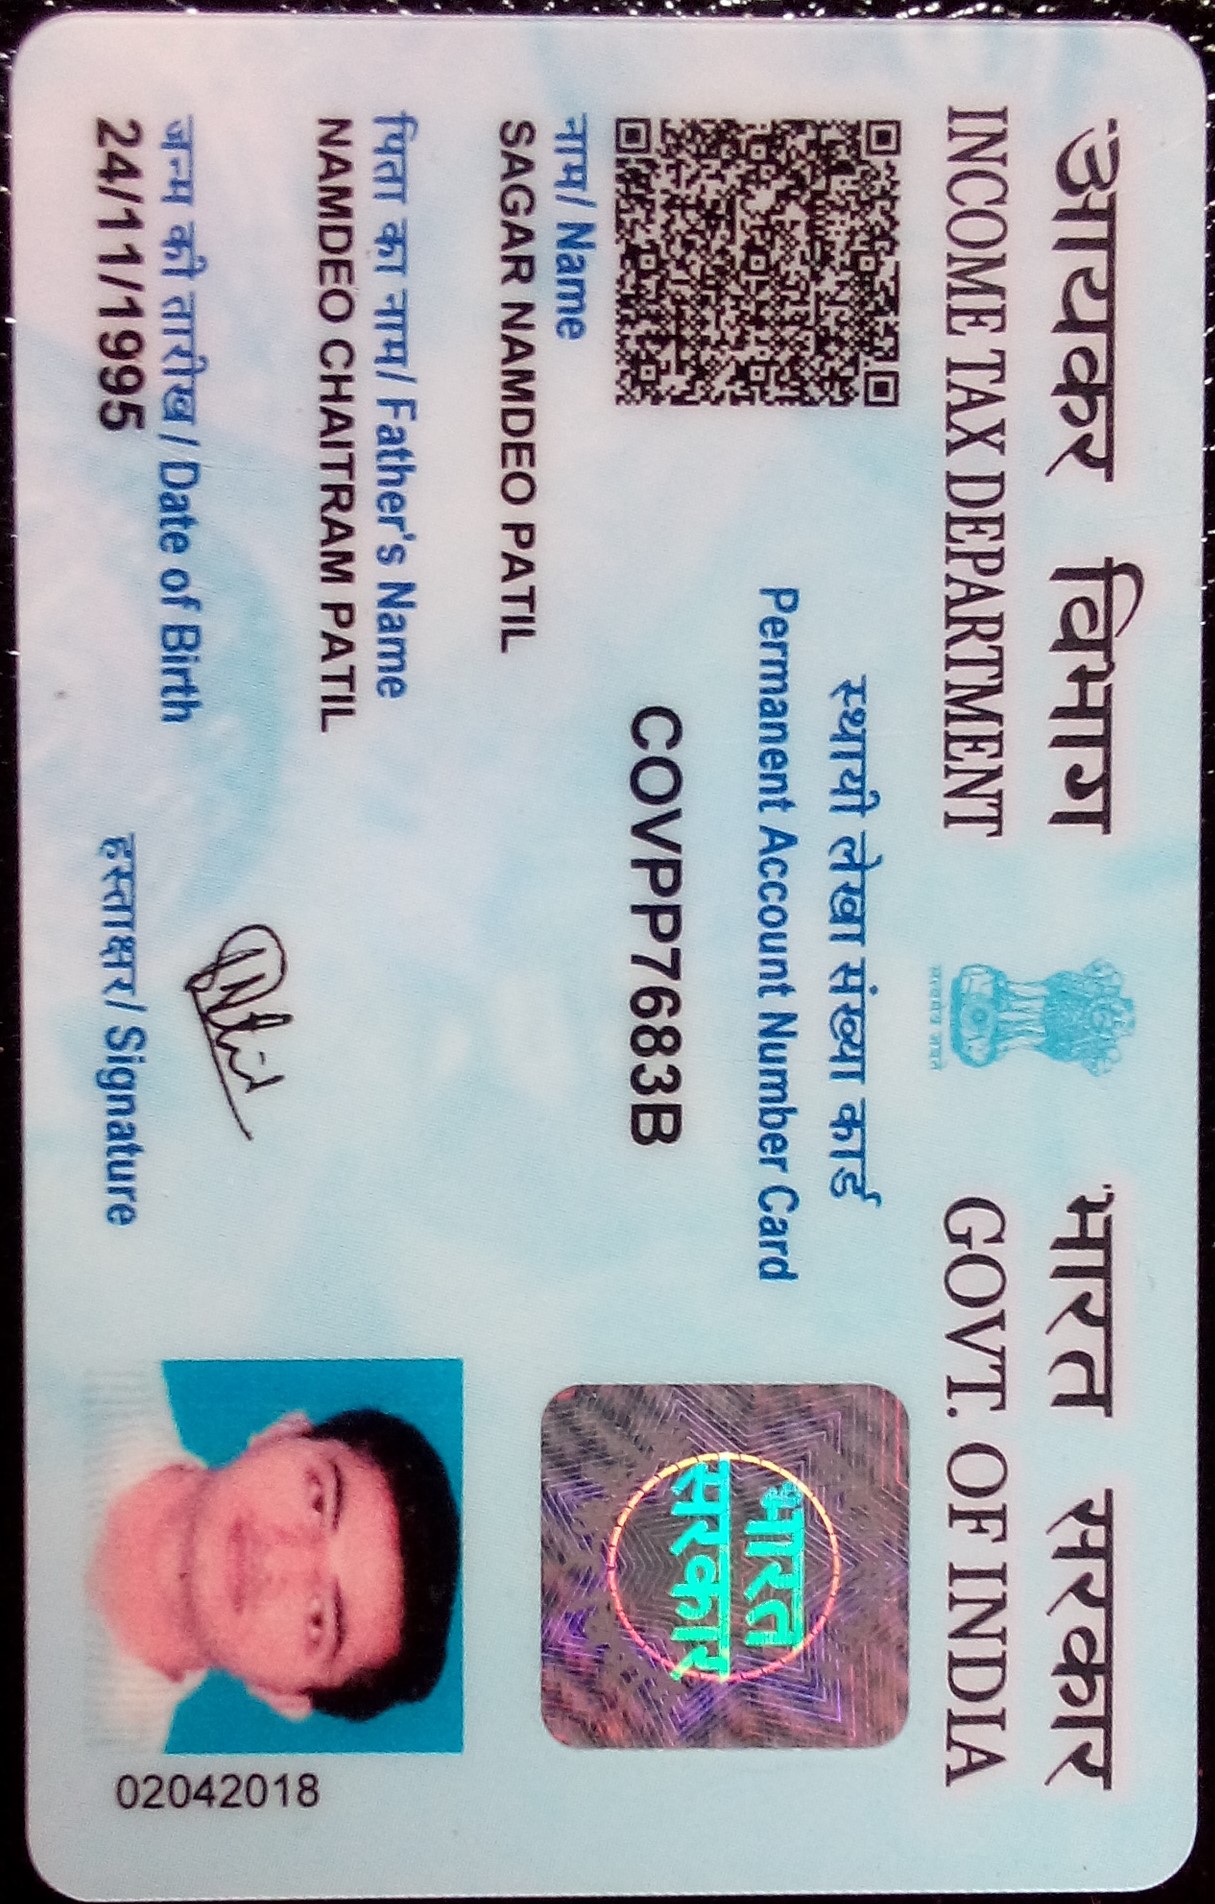 आयकर विभाग
INCOME TAX DEPARTMENT
भारत सरकार
GOVT. OF INDIA
सत्यमेव जयते
स्थायी लेखा संख्या कार्ड
Permanent Account Number Card
COVPP7683B
भारत
सरकार
नाम/ Name
SAGAR NAMDEO PATIL
पिता का नाम/ Father's Name
NAMDEO CHAITRAM PATIL
जन्म की तारीख/ Date of Birth
24/11/1995
हस्ताक्षर/ Signature
02042018